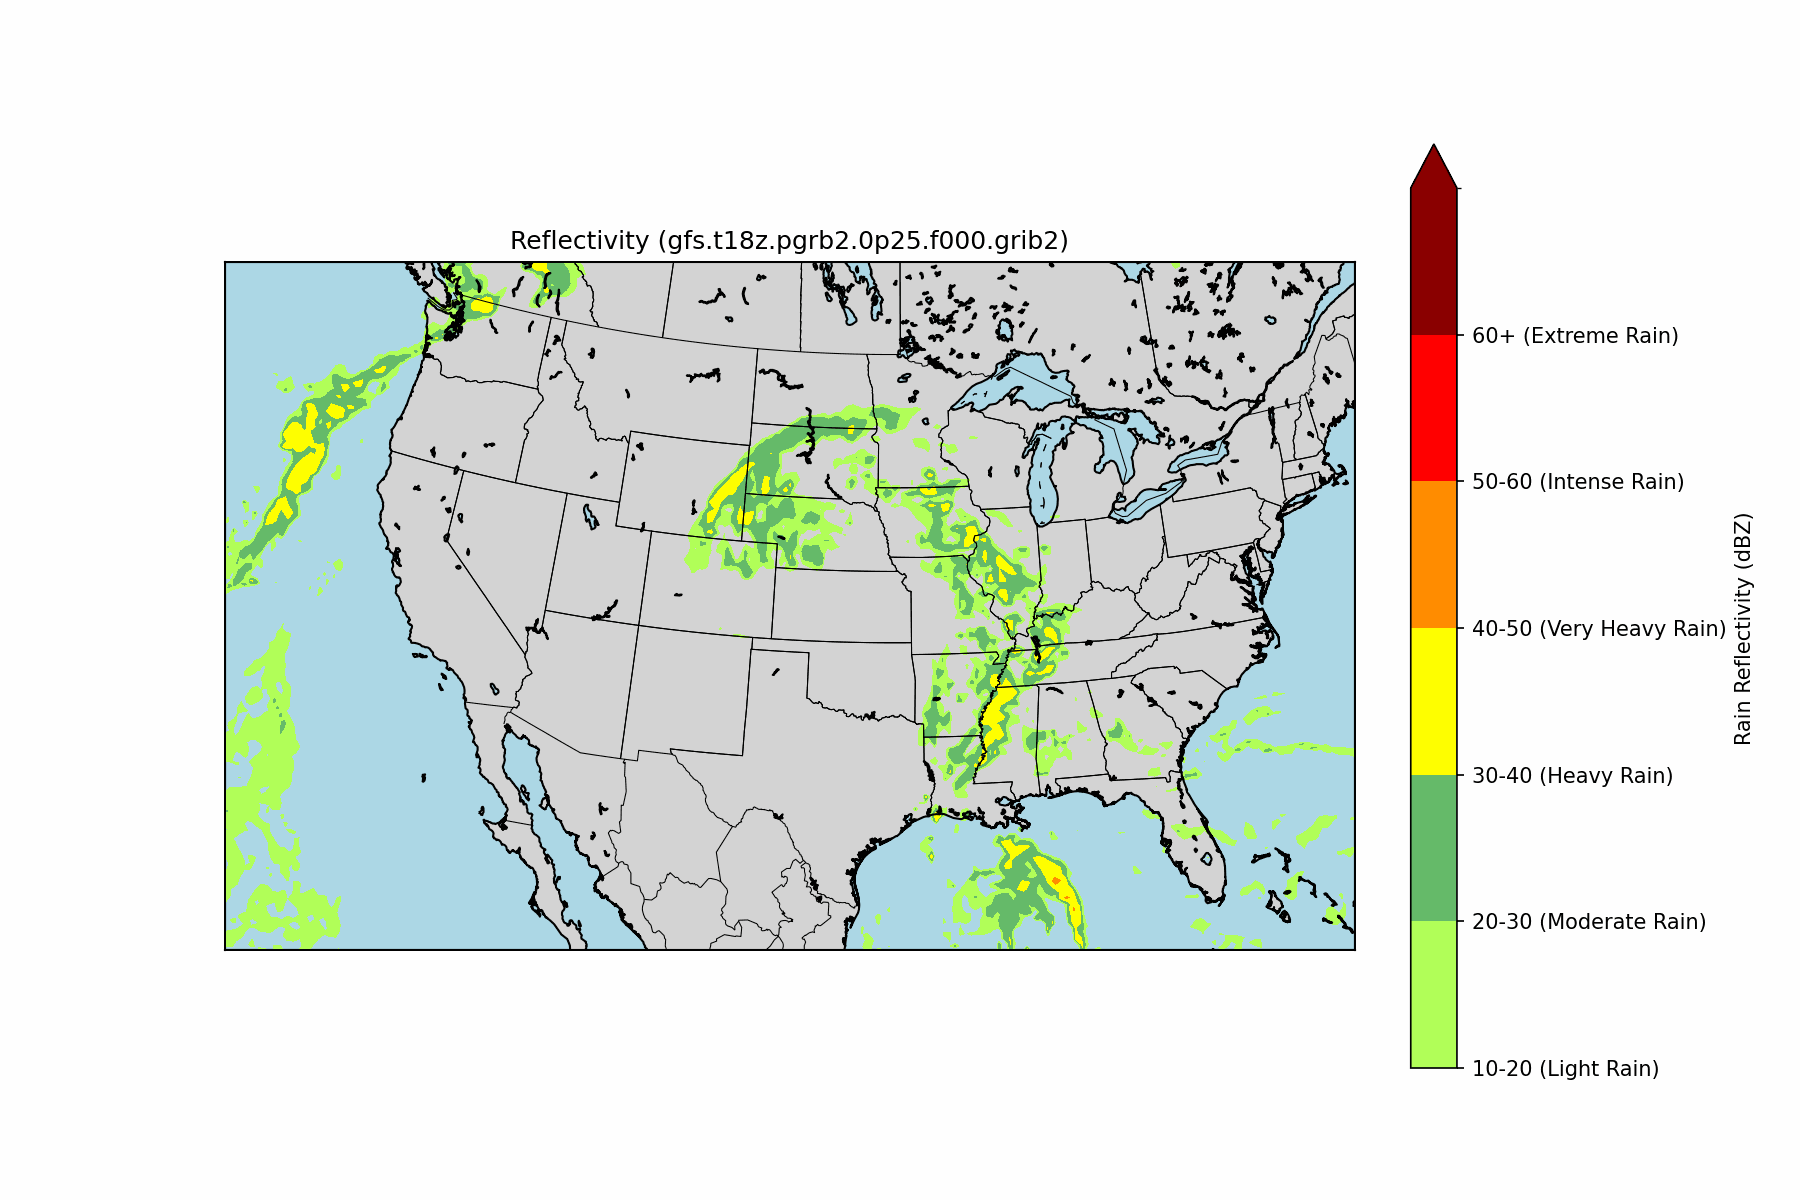 Reflectivity (gfs.t18z.pgrb2.0p25.f000.grib2)
60+ (Extreme Rain)
50-60 (Intense Rain)
40-50 (Very Heavy Rain)
30-40 (Heavy Rain)
20-30 (Moderate Rain)
10-20 (Light Rain)
Rain Reflectivity (dBZ)